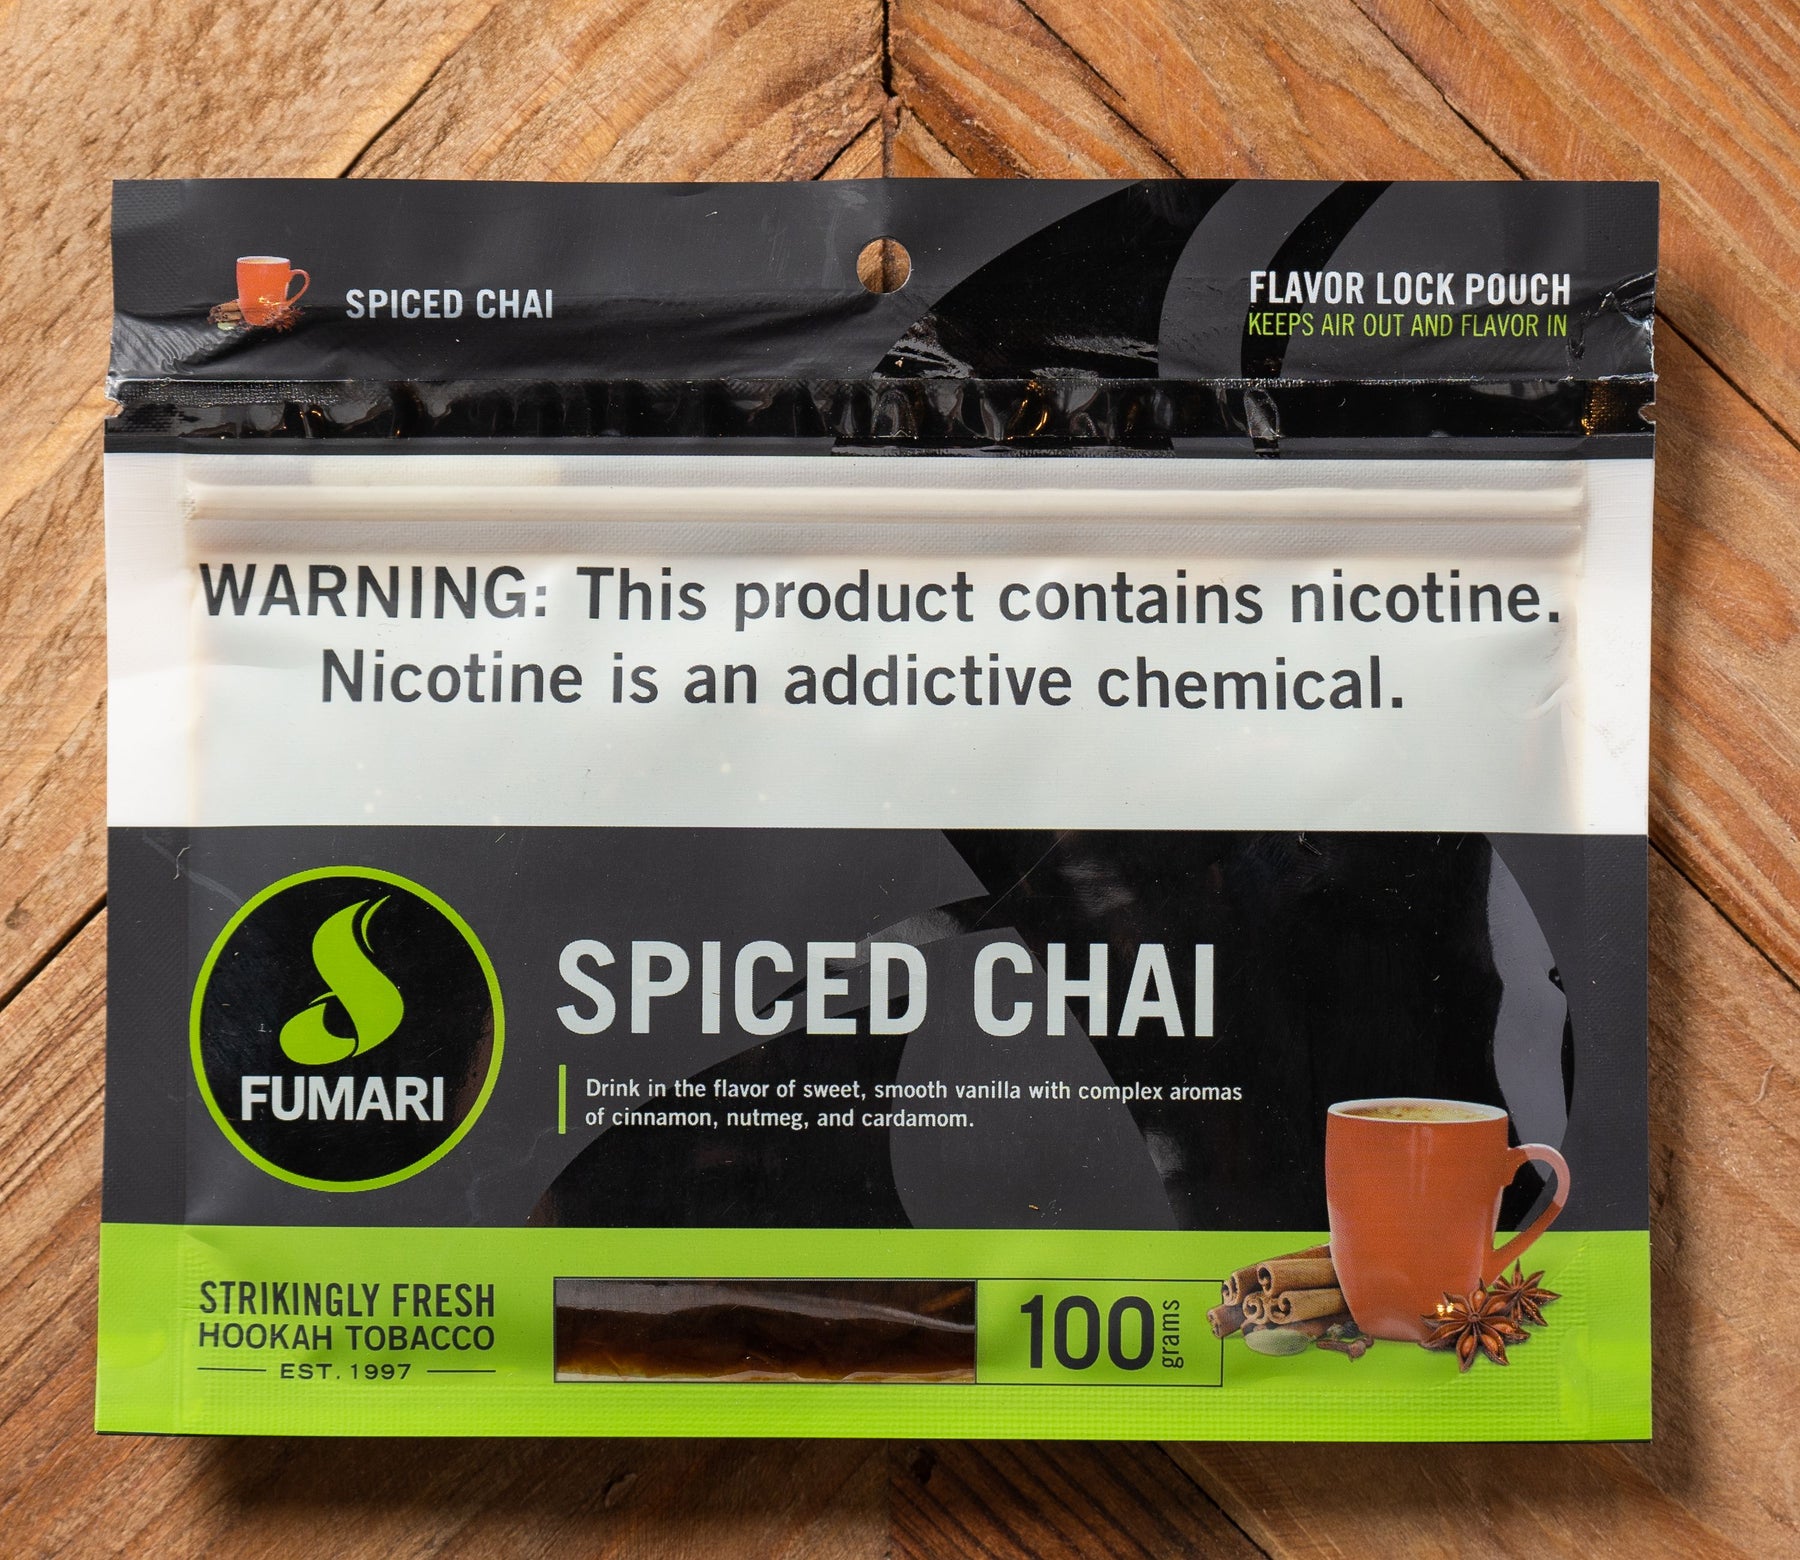 SPICED CHAI
FLAVOR LOCK POUCH
KEEPS AIR OUT AND FLAVOR IN
WARNING: This product contains nicotine.
Nicotine is an addictive chemical.
FUMARI
SPICED CHAI
Drink in the flavor of sweet, smooth vanilla with complex aromas
of cinnamon, nutmeg, and cardamom.
STRIKINGLY FRESH
HOOKAH TOBACCO
EST. 1997
100 grams